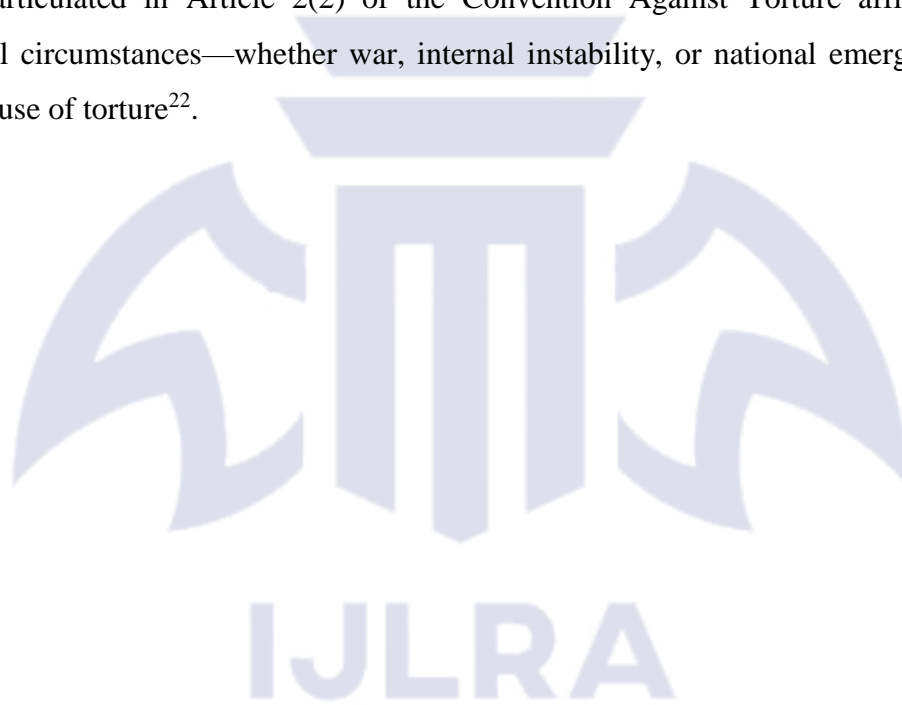 articulated in Article 2(2) of the Convention Against Torture
l circumstances—whether war, internal instability, or national
use of torture²².
IJLRA